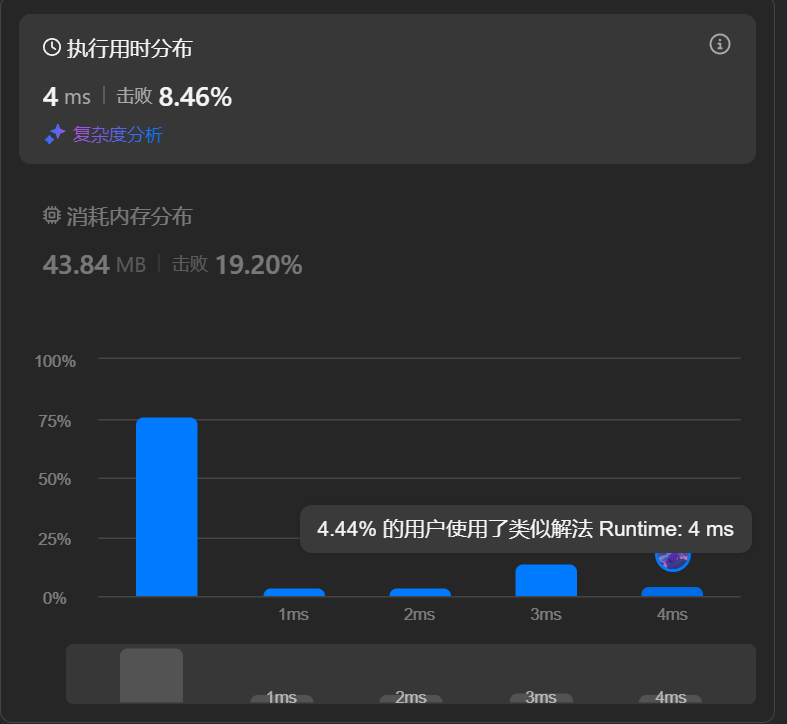 执行用时分布
4 ms 击败 8.46%
复杂度分析
消耗内存分布
43.84 MB 击败 19.20%
100%
75%
50%
25%
4.44% 的用户使用了类似解法 Runtime: 4 ms
0%
1ms 2ms 3ms 4ms
1ms 2ms 3ms 4ms